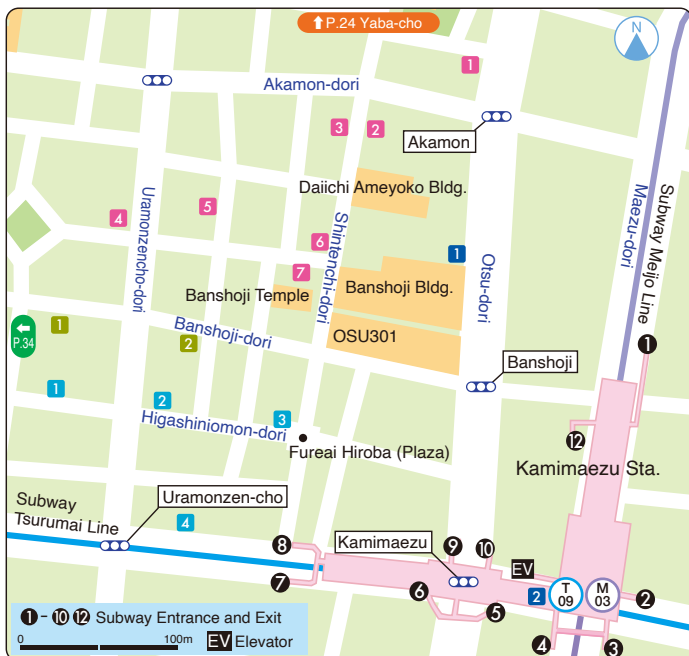 ↑P.24 Yaba-cho
N
1
Akamon-dori
3
2
Akamon
Daiichi Ameyoko Bldg.
Uramonzencho-dori
5
4
Shintenchi-dori
6
7
1
Otsu-dori
Maezu-dori
Subway Meijo Line
Banshoji Temple
Banshoji Bldg.
←
P.34
1
Banshoji-dori
2
OSU301
1
Banshoji
1
2
3
Higashiniomon-dori
12
Fureai Hiroba (Plaza)
Kamimaezu Sta.
Subway
Tsurumai Line
Uramonzen-cho
4
8
Kamimaezu
9
10
EV
7
6
5
2
T
09
M
03
2
4
3
1 - 10 12 Subway Entrance and Exit
0 100m EV Elevator